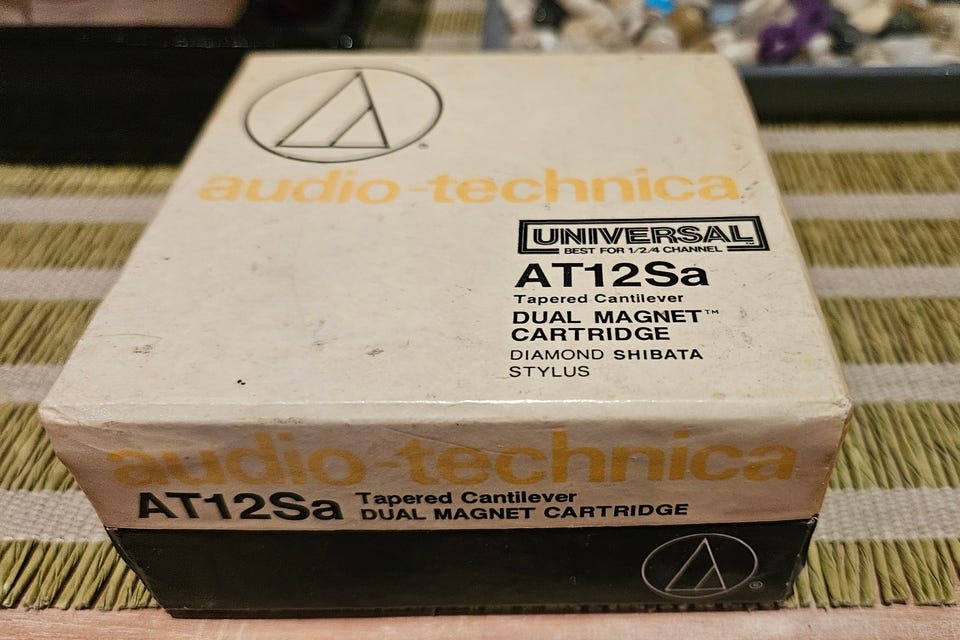 ®
audio-technica
UNIVERSAL™
BEST FOR 1/2/4 CHANNEL
AT12Sa
Tapered Cantilever
DUAL MAGNET™
CARTRIDGE
DIAMOND SHIBATA
STYLUS
audio-technica
AT12Sa Tapered Cantilever
DUAL MAGNET CARTRIDGE
®